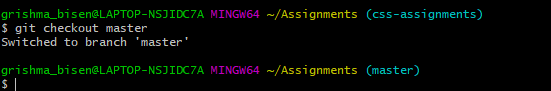 grishma_bisen@LAPTOP-NSJIDC7A MINGW64 ~/Assignments (css-assignments)
$ git checkout master
Switched to branch 'master'
grishma_bisen@LAPTOP-NSJIDC7A MINGW64 ~/Assignments (master)
$